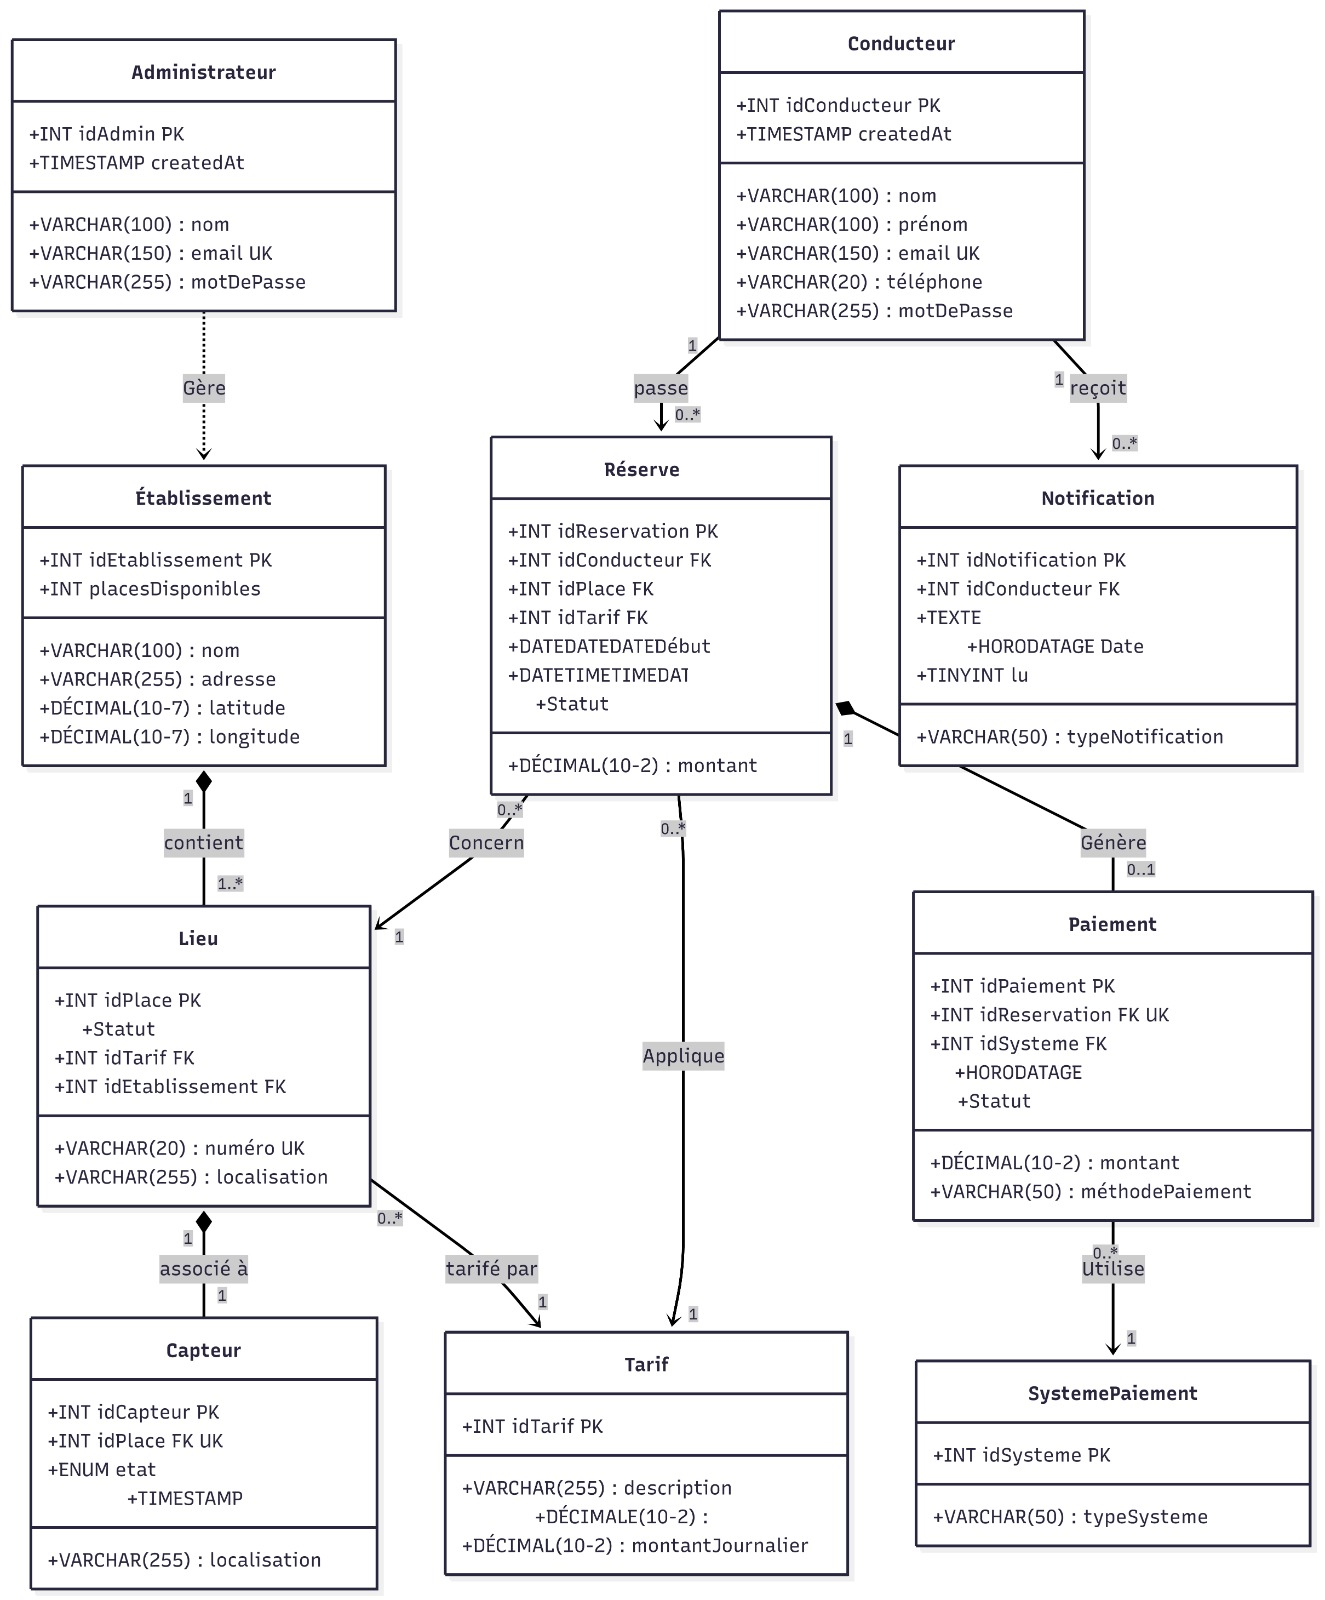 Administrateur
+INT idAdmin PK
+TIMESTAMP createdAt
+VARCHAR(100) : nom
+VARCHAR(150) : email UK
+VARCHAR(255) : motDePasse
Conducteur
+INT idConducteur PK
+TIMESTAMP createdAt
+VARCHAR(100) : nom
+VARCHAR(100) : prénom
+VARCHAR(150) : email UK
+VARCHAR(20) : téléphone
+VARCHAR(255) : motDePasse
Gère
1
passe
0..*
1
reçoit
0..*
Établissement
+INT idEtablissement PK
+INT placesDisponibles
+VARCHAR(100) : nom
+VARCHAR(255) : adresse
+DÉCIMAL(10-7) : latitude
+DÉCIMAL(10-7) : longitude
Réserve
+INT idReservation PK
+INT idConducteur FK
+INT idPlace FK
+INT idTarif FK
+DATEDATEDATEDébut
+DATETIMETIMEDAT
+Statut
+DÉCIMAL(10-2) : montant
Notification
+INT idNotification PK
+INT idConducteur FK
+TEXTE
+HORODATAGE Date
+TINYINT lu
+VARCHAR(50) : typeNotification
1
contient
1..*
0..*
Concern
1
0..*
Applique
1
1
Génère
0..1
Lieu
+INT idPlace PK
+Statut
+INT idTarif FK
+INT idEtablissement FK
+VARCHAR(20) : numéro UK
+VARCHAR(255) : localisation
Paiement
+INT idPaiement PK
+INT idReservation FK UK
+INT idSysteme FK
+HORODATAGE
+Statut
+DÉCIMAL(10-2) : montant
+VARCHAR(50) : méthodePaiement
1
associé à
1
0..*
tarifé par
1
0..*
Utilise
1
Capteur
+INT idCapteur PK
+INT idPlace FK UK
+ENUM etat
+TIMESTAMP
+VARCHAR(255) : localisation
Tarif
+INT idTarif PK
+VARCHAR(255) : description
+DÉCIMALE(10-2) :
+DÉCIMAL(10-2) : montantJournalier
SystemePaiement
+INT idSysteme PK
+VARCHAR(50) : typeSysteme